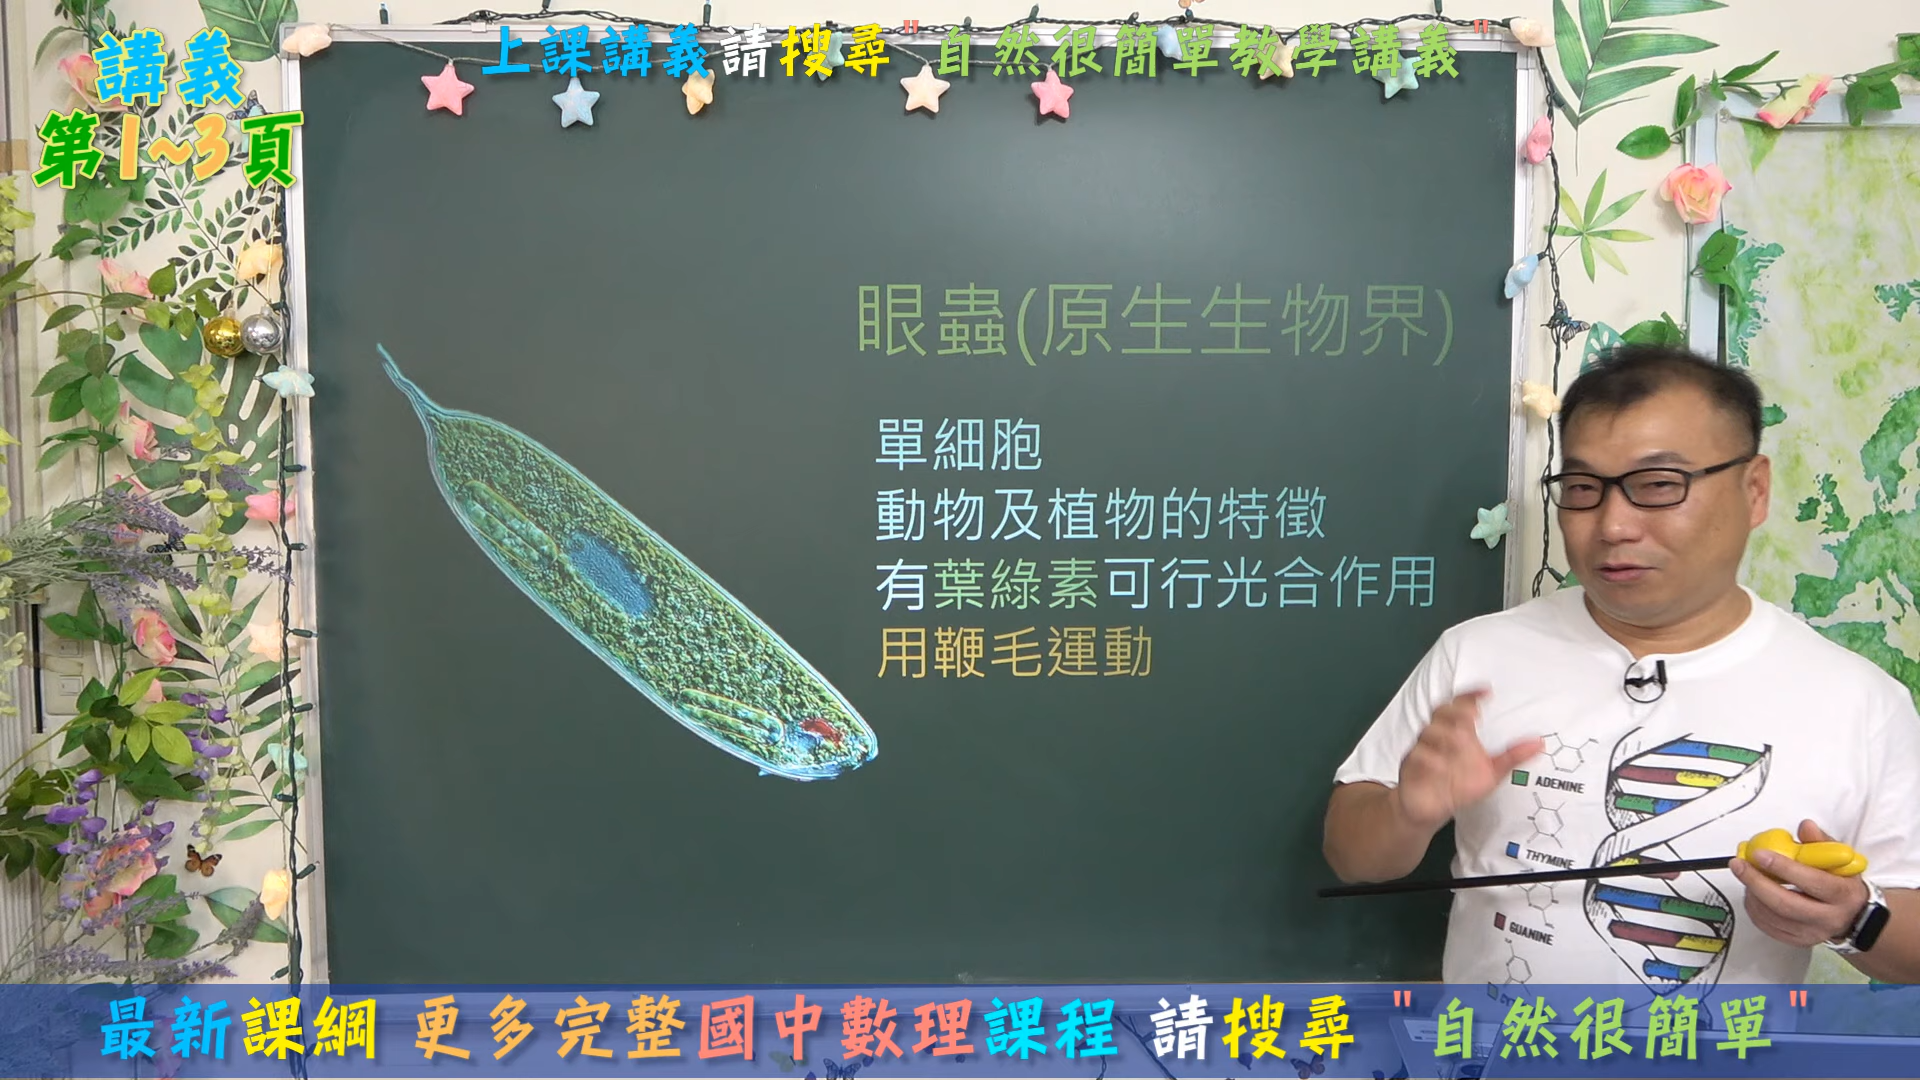 上課講義請搜尋"自然很簡單教學講義"
講義
第1~3頁
眼蟲(原生生物界)
單細胞
動物及植物的特徵
有葉綠素可行光合作用
用鞭毛運動
ADENINE
THYMINE
GUANINE
最新課綱 更多完整國中數理課程 請搜尋 "自然很簡單"